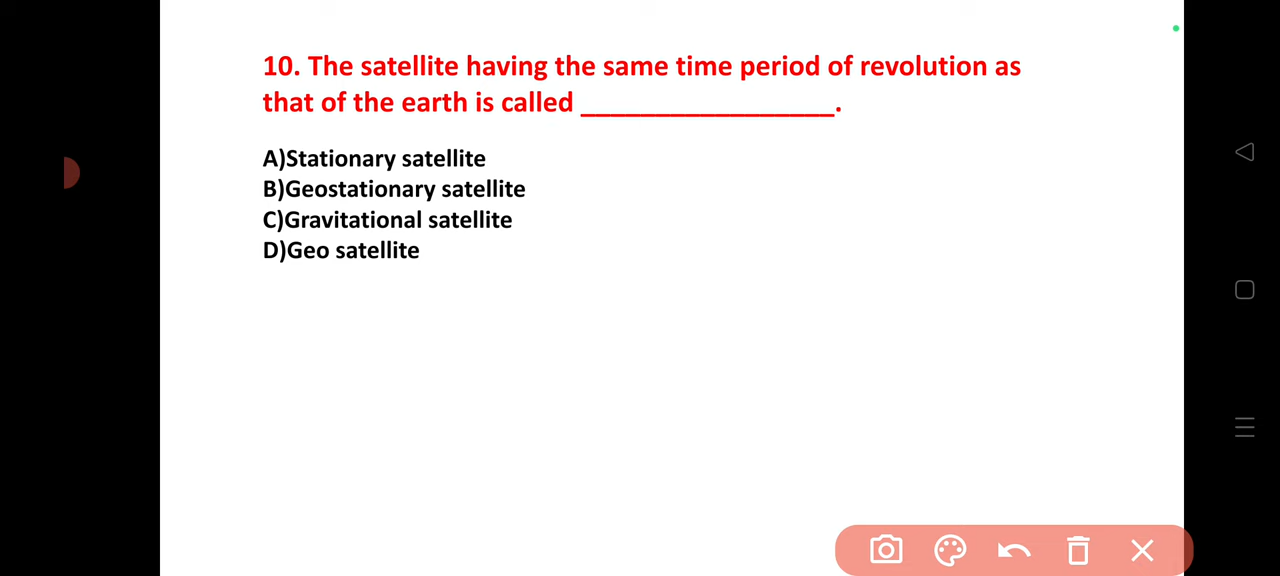 10. The satellite having the same time period of revolution as
that of the earth is called _________________.
A)Stationary satellite
B)Geostationary satellite
C)Gravitational satellite
D)Geo satellite